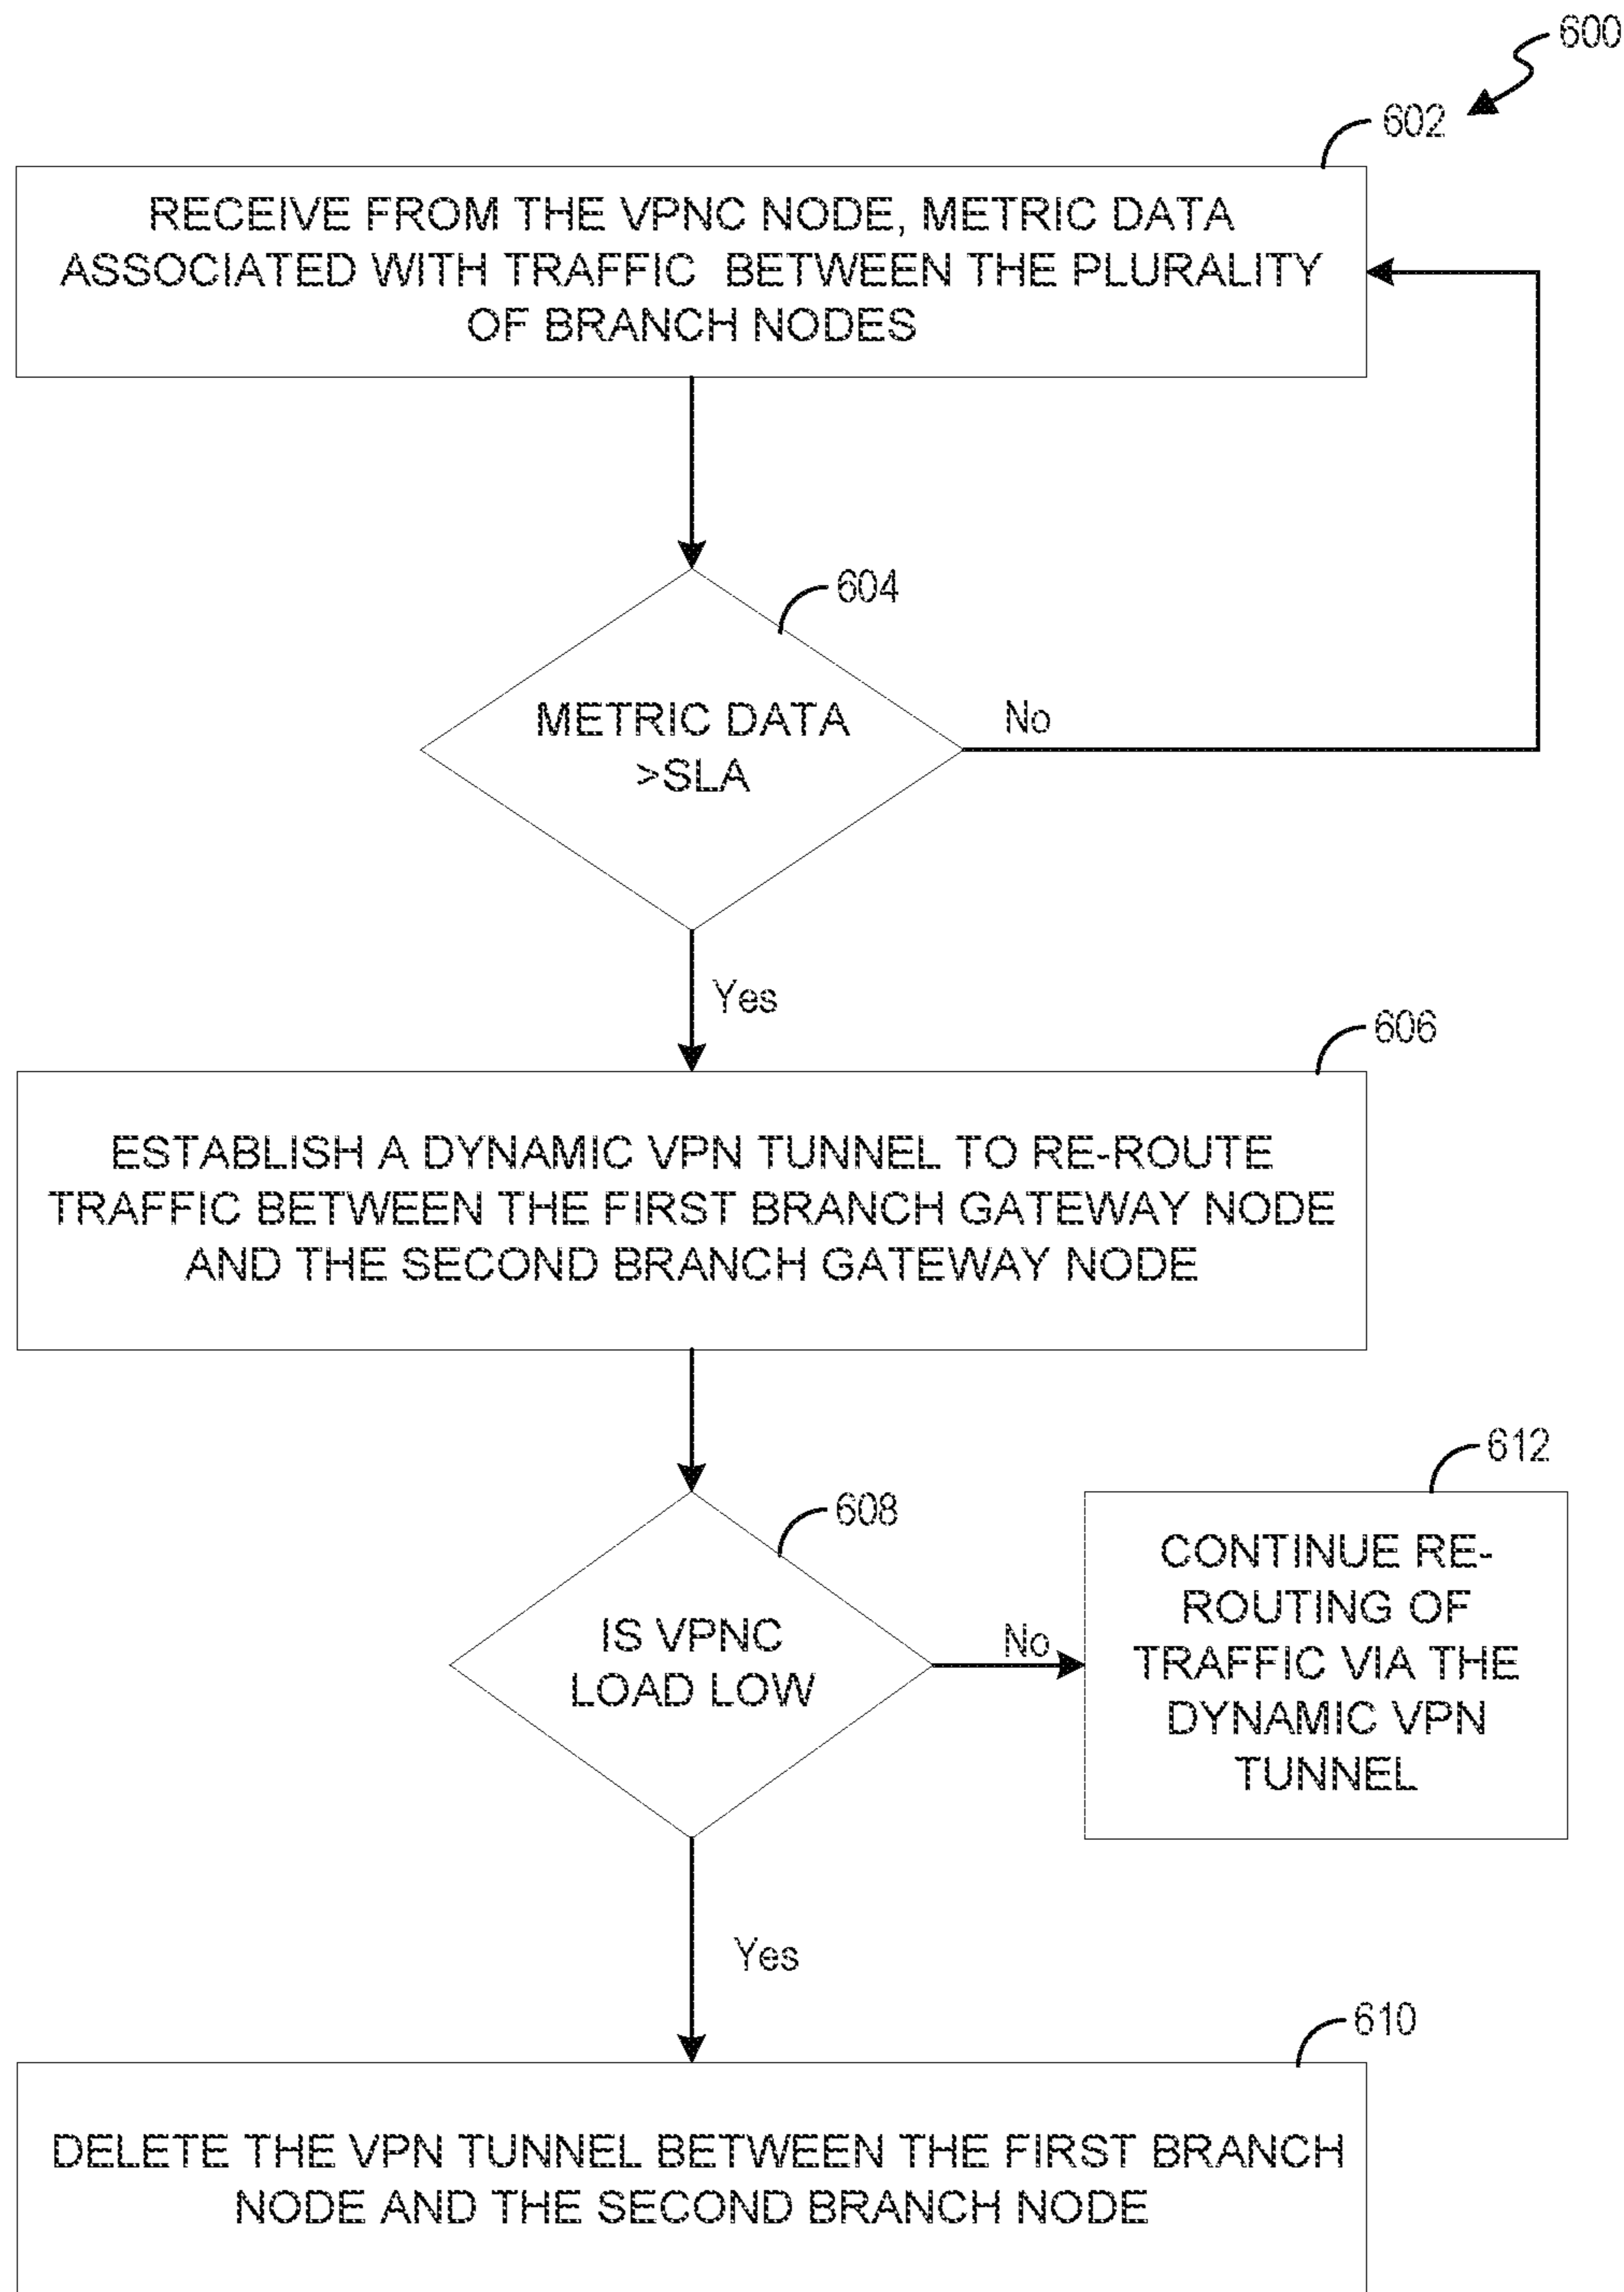 600
602
RECEIVE FROM THE VPNC NODE, METRIC DATA
ASSOCIATED WITH TRAFFIC BETWEEN THE PLURALITY
OF BRANCH NODES
604
METRIC DATA
>SLA
No
Yes
606
ESTABLISH A DYNAMIC VPN TUNNEL TO RE-ROUTE
TRAFFIC BETWEEN THE FIRST BRANCH GATEWAY NODE
AND THE SECOND BRANCH GATEWAY NODE
608
IS VPNC
LOAD LOW
No
612
CONTINUE RE-
ROUTING OF
TRAFFIC VIA THE
DYNAMIC VPN
TUNNEL
Yes
610
DELETE THE VPN TUNNEL BETWEEN THE FIRST BRANCH
NODE AND THE SECOND BRANCH NODE